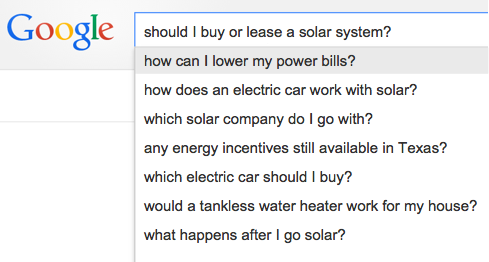 Google
should I buy or lease a solar system?
how can I lower my power bills?
how does an electric car work with solar?
which solar company do I go with?
any energy incentives still available in Texas?
which electric car should I buy?
would a tankless water heater work for my house?
what happens after I go solar?